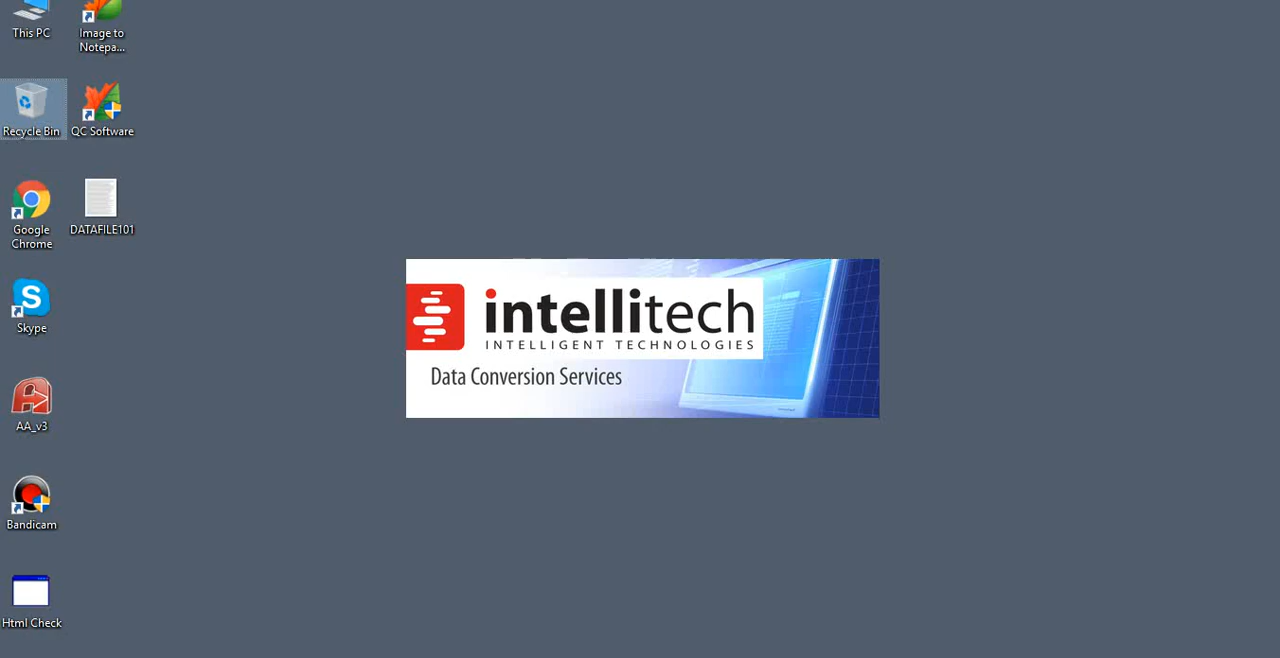 This PC
Image to
Notepa...
Recycle Bin
QC Software
Google
Chrome
DATAFILE101
Skype
AA_v3
Bandicam
Html Check
intellitech
INTELLIGENT TECHNOLOGIES
Data Conversion Services